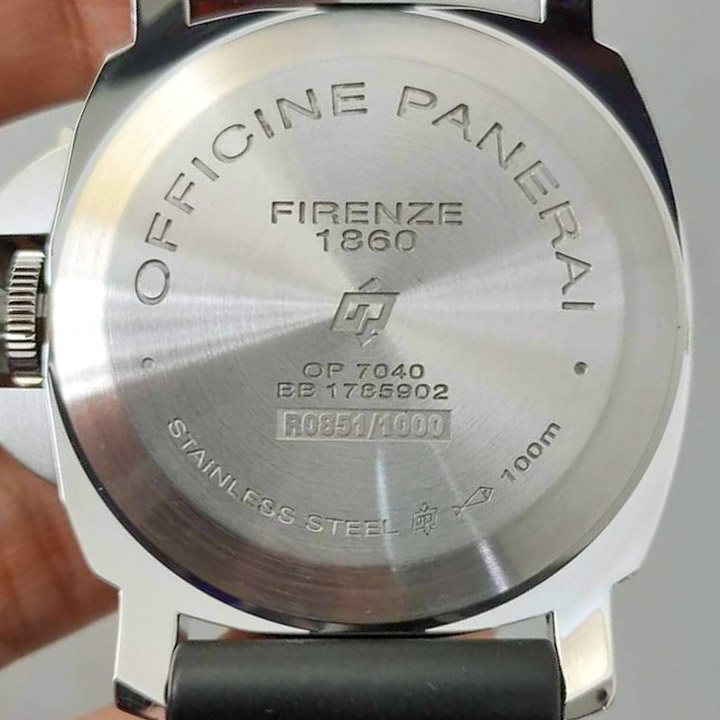 OFFICINE PANERAI
FIRENZE
1860
OP 7040
BB 1785902
R0851/1000
STAINLESS STEEL 100m